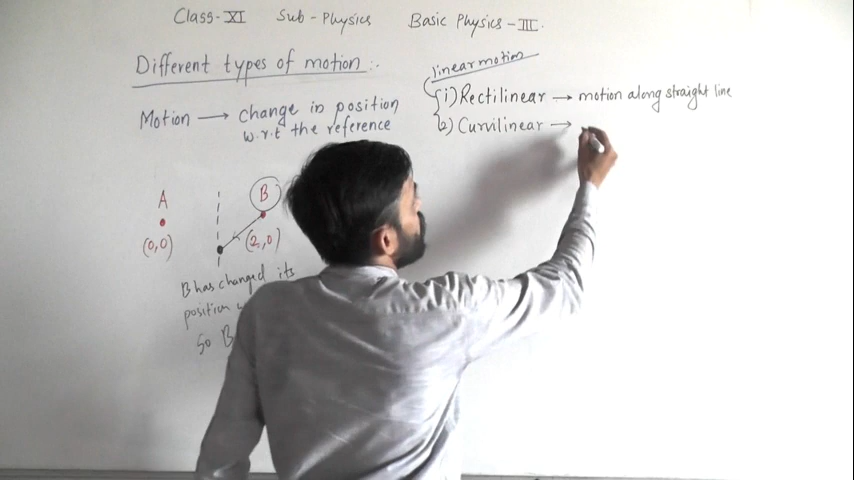 Class-XI Sub-Physics Basic Physics-III.
Different types of motion :.
Motion → change in position
w.r.t the reference
A
(0,0)
B
(2,0)
B has changed its
position
So B
linear motion
(i) Rectilinear → motion along straight line
2) Curvilinear →